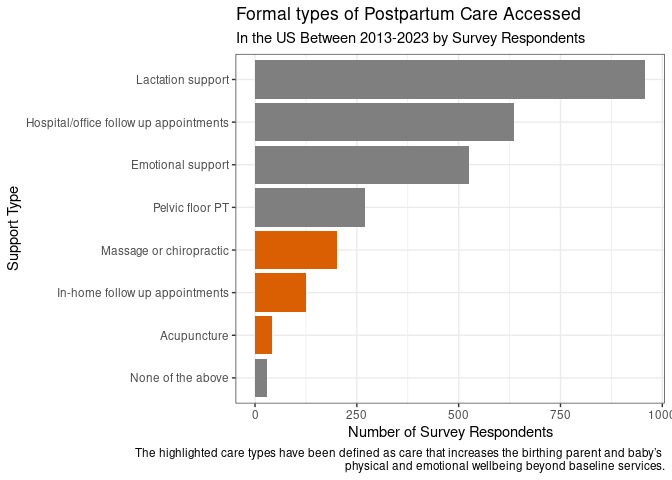 Formal types of Postpartum Care Accessed
In the US Between 2013-2023 by Survey Respondents
Support Type
Lactation support
Hospital/office follow up appointments
Emotional support
Pelvic floor PT
Massage or chiropractic
In-home follow up appointments
Acupuncture
None of the above
0 250 500 750 1000
Number of Survey Respondents
The highlighted care types have been defined as care that increases the birthing parent and baby's
physical and emotional wellbeing beyond baseline services.